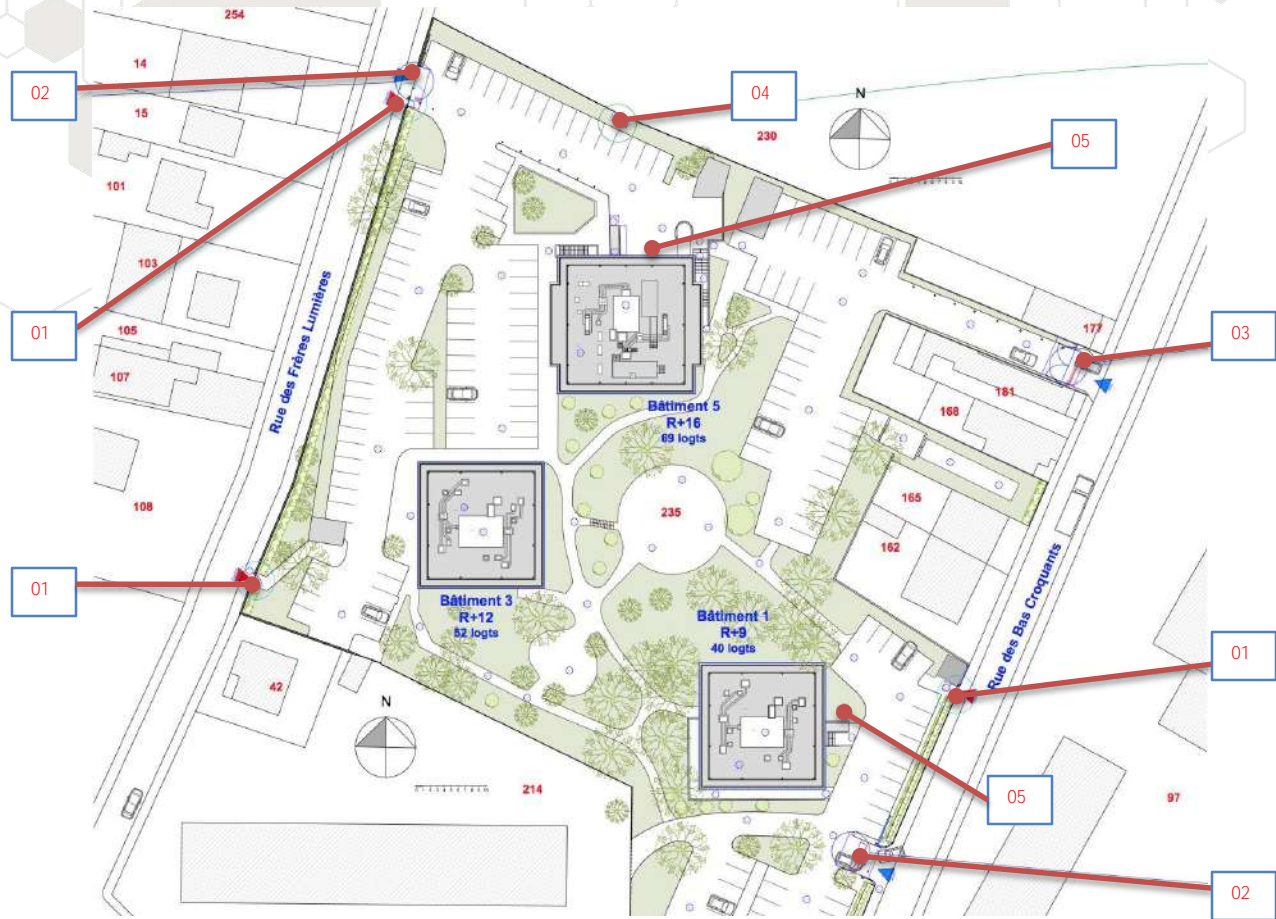 254
14
02
04
N
230
15
05
101
103
Rue des Frères Lumières
01
105
177
03
107
181
Bâtiment 5
R+16
69 logts
168
108
235
165
162
01
Bâtiment 3
R+12
52 logts
Bâtiment 1
R+9
40 logts
Rue des Bas Croquants
01
42
N
214
05
97
02